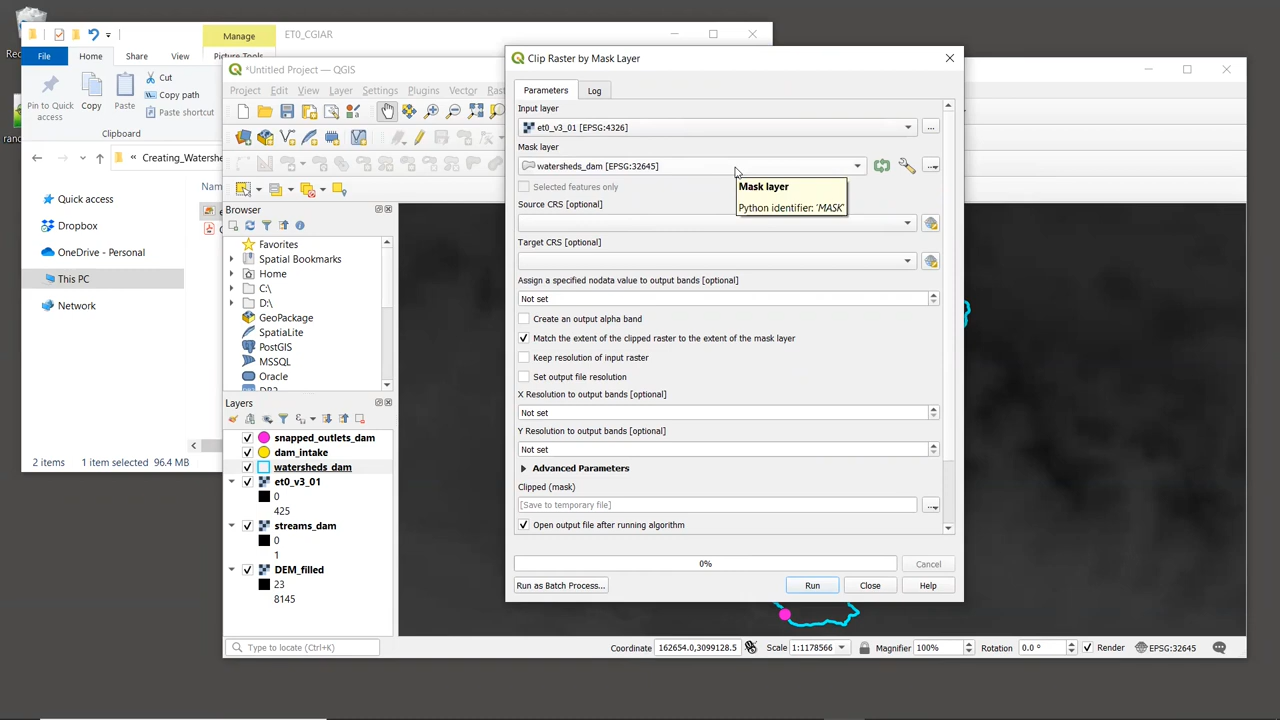 Manage
ET0_CGIAR
File
Home
Share
View
Picture Tools
Pin to Quick access
Copy
Paste
Cut
Copy path
Paste shortcut
Clipboard
« Creating_Watershe
Quick access
Dropbox
OneDrive - Personal
This PC
Network
2 items
1 item selected 96.4 MB
*Untitled Project — QGIS
Project Edit View Layer Settings Plugins Vector
Browser
Favorites
Spatial Bookmarks
Home
C:\
D:\
GeoPackage
SpatiaLite
PostGIS
MSSQL
Oracle
Layers
snapped_outlets_dam
dam_intake
watersheds_dam
et0_v3_01
0
425
streams_dam
0
1
DEM_filled
23
8145
Type to locate (Ctrl+K)
Coordinate 162654.0,3099128.5
Scale 1:1178566
Magnifier 100%
Rotation 0.0 °
Render
EPSG:32645
Clip Raster by Mask Layer
Parameters
Log
Input layer
et0_v3_01 [EPSG:4326]
...
Mask layer
watersheds_dam [EPSG:32645]
...
Mask layer
Python identifier: 'MASK'
Selected features only
Source CRS [optional]
Target CRS [optional]
Assign a specified nodata value to output bands [optional]
Not set
Create an output alpha band
Match the extent of the clipped raster to the extent of the mask layer
Keep resolution of input raster
Set output file resolution
X Resolution to output bands [optional]
Not set
Y Resolution to output bands [optional]
Not set
Advanced Parameters
Clipped (mask)
[Save to temporary file]
...
Open output file after running algorithm
0%
Cancel
Run as Batch Process...
Run
Close
Help